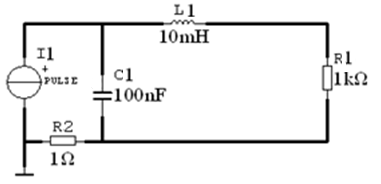 L1
10mH
I1
+
PULSE
C1
100nF
R1
1kΩ
R2
1Ω